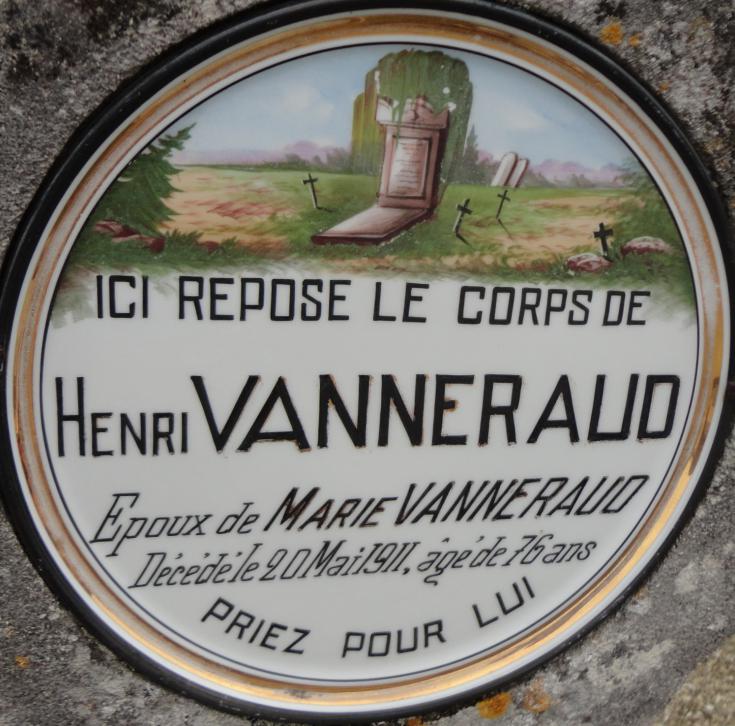 ICI REPOSE LE CORPS DE
HENRI VANNERAUD
Epoux de MARIE VANNERAUD
Décédé le 20 Mai 1911, âgé de 76 ans
PRIEZ POUR LUI